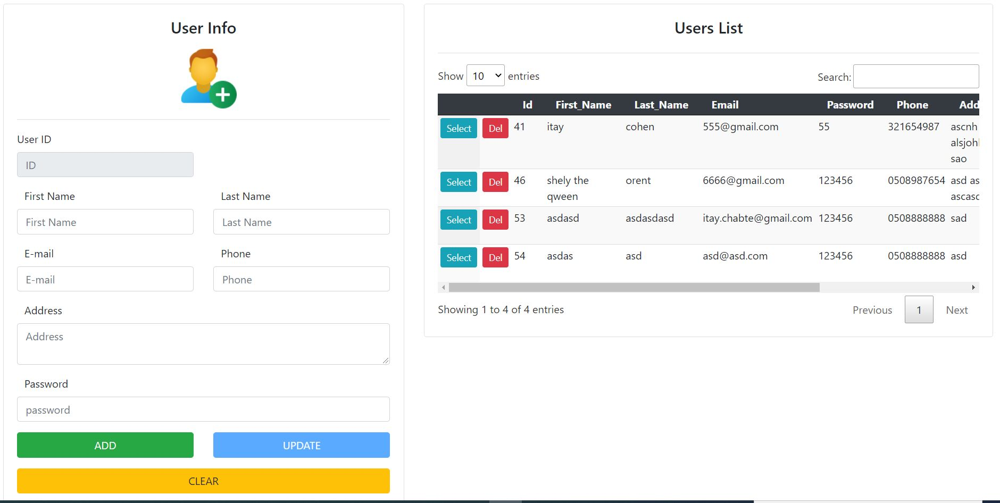 User Info
User ID
ID
First Name Last Name
First Name Last Name
E-mail Phone
E-mail Phone
Address
Address
Password
password
ADD UPDATE
CLEAR
Users List
Show 10 entries Search:
Id First_Name Last_Name Email Password Phone Add
Select Del 41 itay cohen 555@gmail.com 55 321654987 ascnh
alsjohl
sao
Select Del 46 shely the orent 6666@gmail.com 123456 0508987654 asd as
qween ascasc
Select Del 53 asdasd asdasdasd itay.chabte@gmail.com 123456 0508888888 sad
Select Del 54 asdas asd asd@asd.com 123456 0508888888 asd
Showing 1 to 4 of 4 entries Previous 1 Next